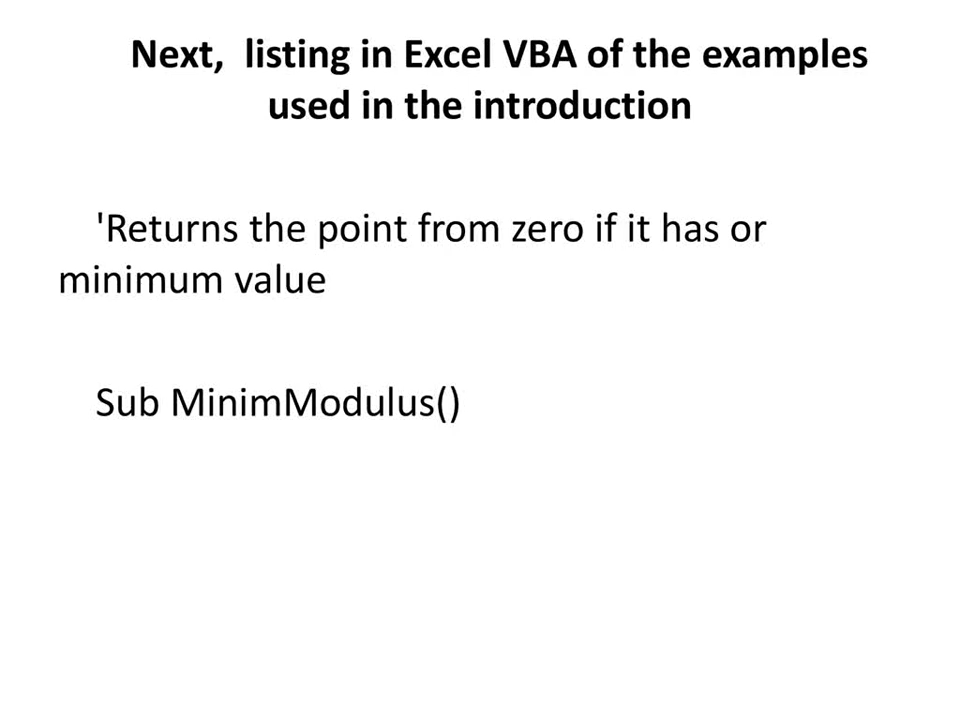 Next,  listing in Excel VBA of the examples
used in the introduction
'Returns the point from zero if it has or
minimum value
Sub MinimModulus()